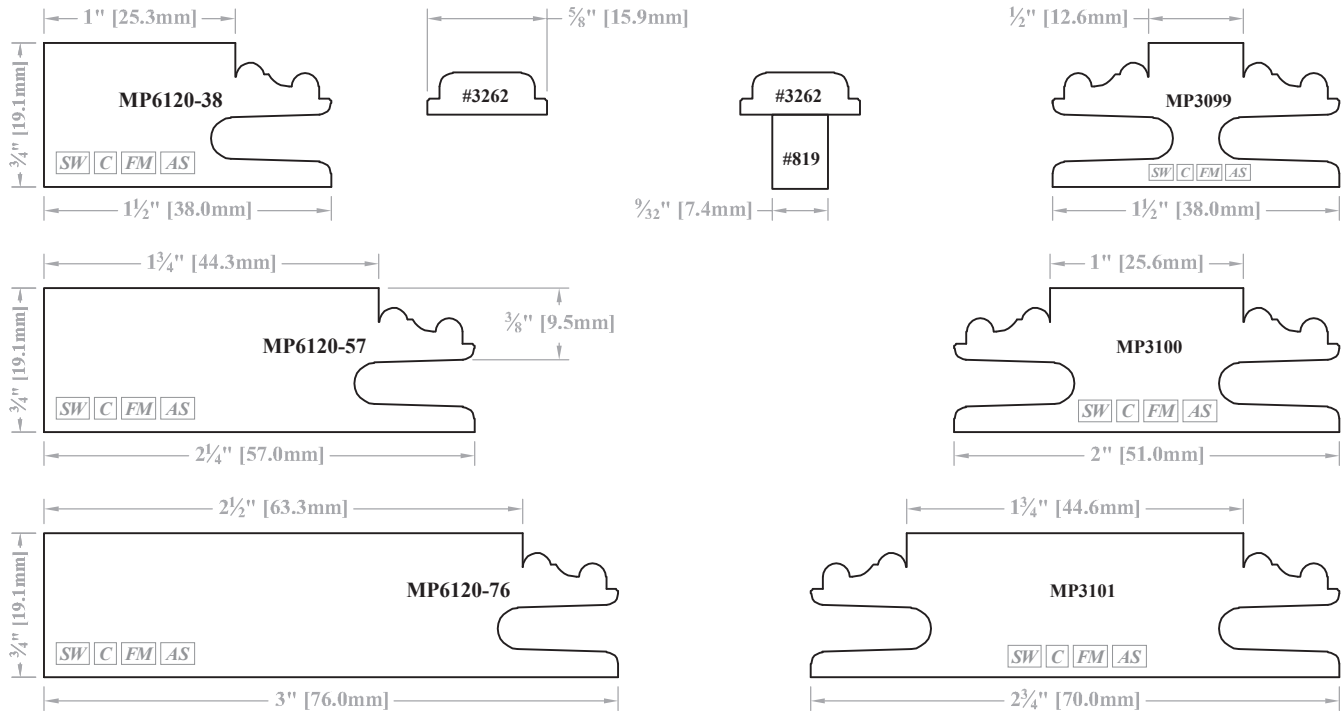 1" [25.3mm]
⅝" [15.9mm]
½" [12.6mm]
¾" [19.1mm]
MP6120-38
#3262
#3262
MP3099
#819
SW C FM AS
SW C FM AS
1½" [38.0mm]
9/32" [7.4mm]
1½" [38.0mm]
1¾" [44.3mm]
1" [25.6mm]
¾" [19.1mm]
⅜" [9.5mm]
MP6120-57
MP3100
SW C FM AS
SW C FM AS
2¼" [57.0mm]
2" [51.0mm]
2½" [63.3mm]
1¾" [44.6mm]
¾" [19.1mm]
MP6120-76
MP3101
SW C FM AS
SW C FM AS
3" [76.0mm]
2¾" [70.0mm]